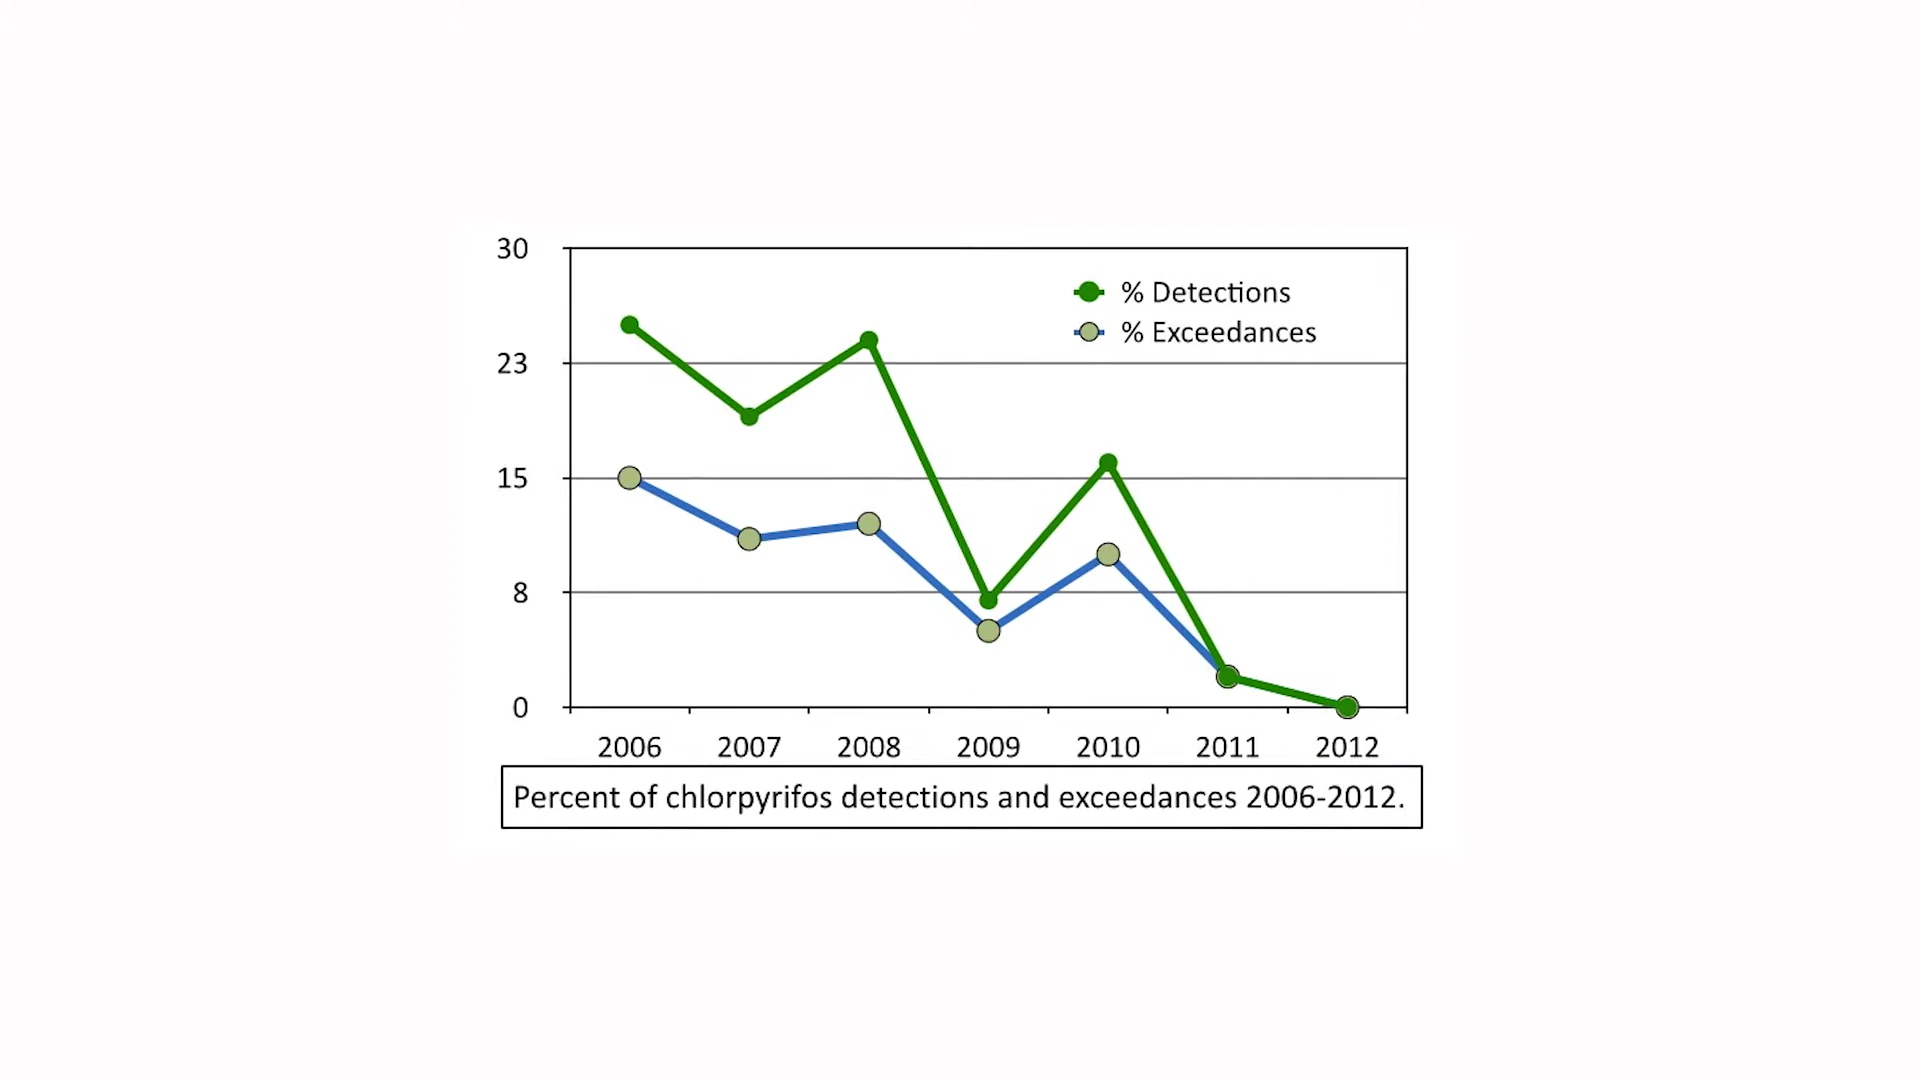 30
% Detections
% Exceedances
23
15
8
0
2006 2007 2008 2009 2010 2011 2012
Percent of chlorpyrifos detections and exceedances 2006-2012.